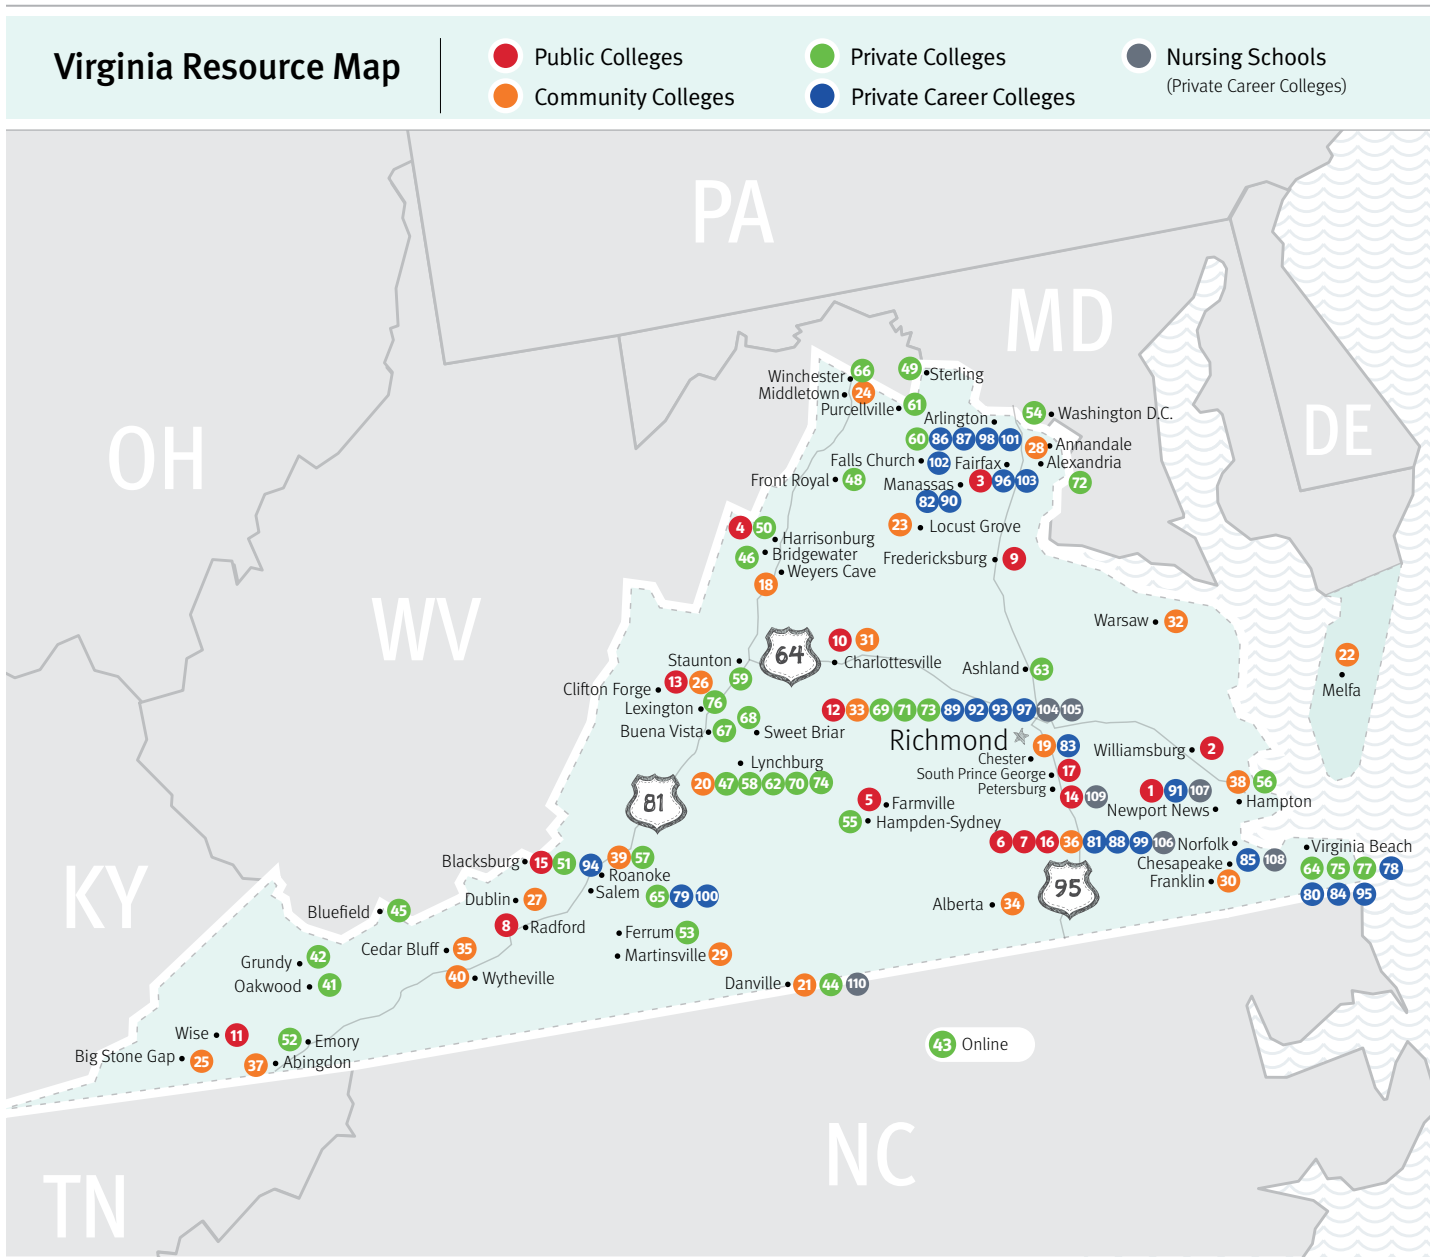 Virginia Resource Map
Public Colleges
Community Colleges
Private Colleges
Private Career Colleges
Nursing Schools
(Private Career Colleges)
PA
MD
OH
DE
WV
KY
TN
NC
Winchester 66
49 Sterling
Middletown 24
Purcellville 61
54 Washington D.C.
Arlington
60 86 87 98 101
28 Annandale
Falls Church 102
Fairfax
Alexandria
72
Front Royal 48
Manassas
3 96 103
82 90
23 Locust Grove
4 50
Harrisonburg
46 Bridgewater
Weyers Cave
18
Fredericksburg 9
Warsaw 32
22
Melfa
64
10 31
Charlottesville
Ashland 63
Staunton
59
Clifton Forge 13 26
Lexington 76
68
Buena Vista 67
Sweet Briar
12 33 69 71 73 89 92 93 97 104 105
Richmond
19 83
Chester
Williamsburg 2
South Prince George 17
Petersburg
14 109
Lynchburg
20 47 58 62 70 74
81
5 Farmville
55 Hampden-Sydney
1 91 107
Newport News
38 56
Hampton
6 7 16 36 81 88 99 106 Norfolk
Chesapeake 85 108
Franklin 30
Virginia Beach
64 75 77 78
80 84 95
95
Alberta 34
Blacksburg 15 51
94
39 57
Roanoke
Salem 65 79 100
Dublin 27
8 Radford
Bluefield 45
Ferrum 53
Martinsville 29
Cedar Bluff 35
40 Wytheville
Grundy 42
Oakwood 41
Danville 21 44 110
Wise 11
52 Emory
Big Stone Gap 25
37 Abingdon
43 Online